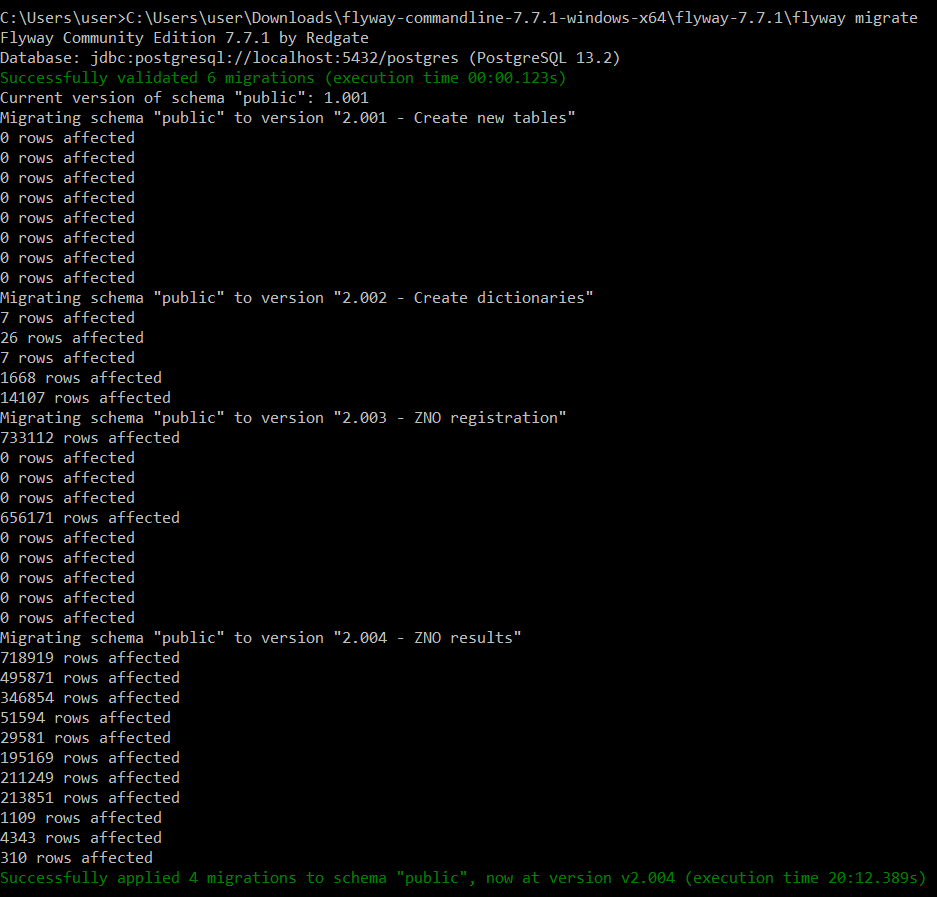 C:\Users\user>C:\Users\user\Downloads\flyway-commandline-7.7.1-windows-x64\flyway-7.7.1\flyway migrate
Flyway Community Edition 7.7.1 by Redgate
Database: jdbc:postgresql://localhost:5432/postgres (PostgreSQL 13.2)
Successfully validated 6 migrations (execution time 00:00.123s)
Current version of schema "public": 1.001
Migrating schema "public" to version "2.001 - Create new tables"
0 rows affected
0 rows affected
0 rows affected
0 rows affected
0 rows affected
0 rows affected
0 rows affected
0 rows affected
Migrating schema "public" to version "2.002 - Create dictionaries"
7 rows affected
26 rows affected
7 rows affected
1668 rows affected
14107 rows affected
Migrating schema "public" to version "2.003 - ZNO registration"
733112 rows affected
0 rows affected
0 rows affected
0 rows affected
656171 rows affected
0 rows affected
0 rows affected
0 rows affected
0 rows affected
0 rows affected
Migrating schema "public" to version "2.004 - ZNO results"
718919 rows affected
495871 rows affected
346854 rows affected
51594 rows affected
29581 rows affected
195169 rows affected
211249 rows affected
213851 rows affected
1109 rows affected
4343 rows affected
310 rows affected
Successfully applied 4 migrations to schema "public", now at version v2.004 (execution time 20:12.389s)